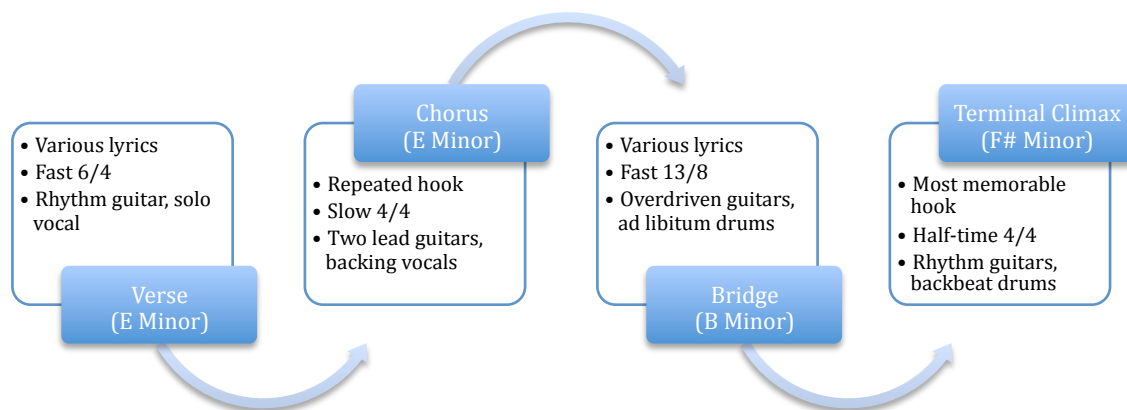 • Various lyrics
• Fast 6/4
• Rhythm guitar, solo
vocal
Verse
(E Minor)
Chorus
(E Minor)
• Repeated hook
• Slow 4/4
• Two lead guitars,
backing vocals
• Various lyrics
• Fast 13/8
• Overdriven guitars,
ad libitum drums
Bridge
(B Minor)
Terminal Climax
(F# Minor)
• Most memorable
hook
• Half-time 4/4
• Rhythm guitars,
backbeat drums